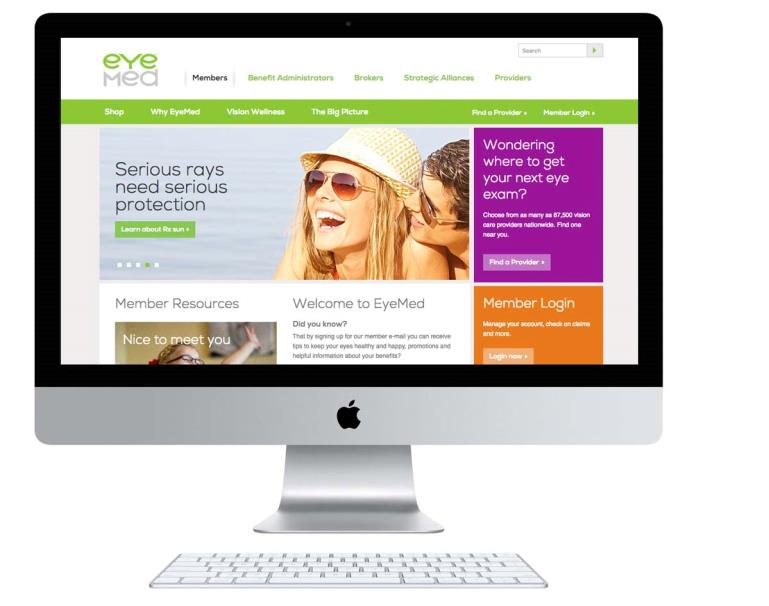 eye
med
Search
Members
Benefit Administrators
Brokers
Strategic Alliances
Providers
Shop
Why EyeMed
Vision Wellness
The Big Picture
Find a Provider
Member Login
Serious rays
need serious
protection
Learn about Rx sun
Wondering
where to get
your next eye
exam?
Choose from as many as 67,500 vision
care providers nationwide. Find one
near you.
Find a Provider
Member Resources
Nice to meet you
Welcome to EyeMed
Did you know?
That by signing up for our member e-mail you can receive
tips to keep your eyes healthy and happy, promotions and
helpful information about your benefits?
Member Login
Manage your account, check on claims
and more.
Login now